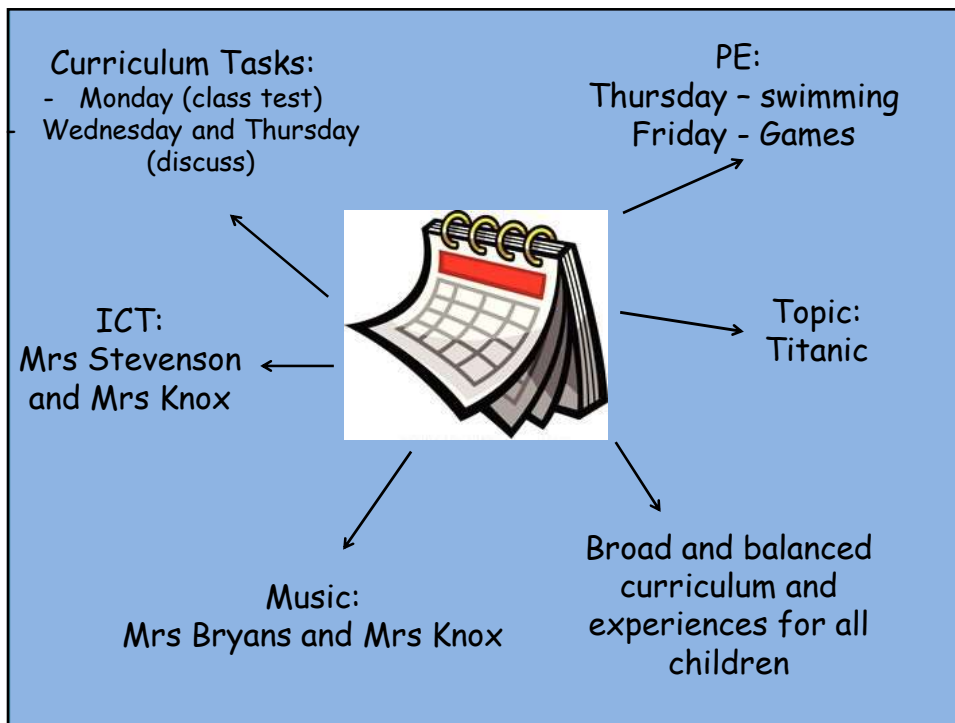 Curriculum Tasks:
- Monday (class test)
- Wednesday and Thursday
(discuss)
PE:
Thursday – swimming
Friday - Games
ICT:
Mrs Stevenson
and Mrs Knox
Topic:
Titanic
Music:
Mrs Bryans and Mrs Knox
Broad and balanced
curriculum and
experiences for all
children